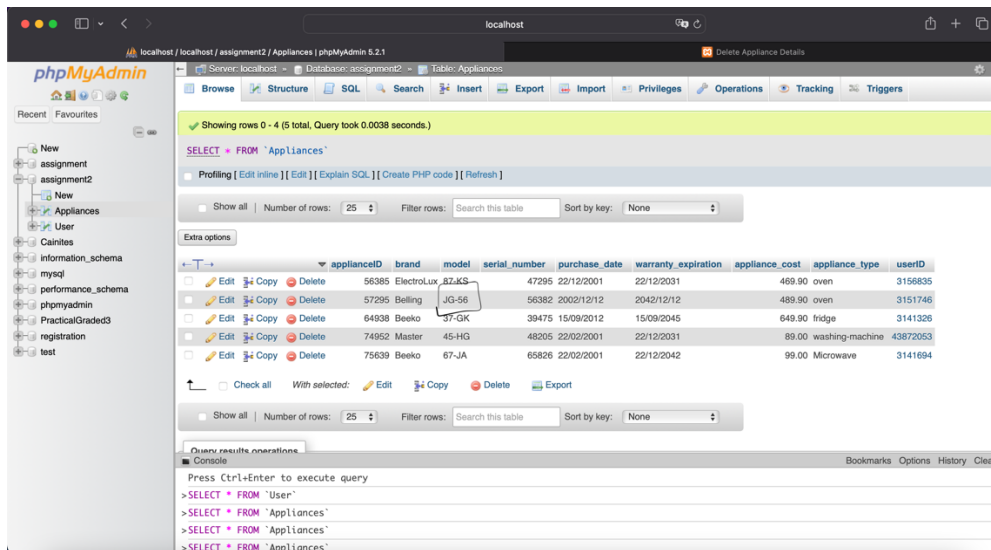 localhost
localhost / localhost / assignment2 / Appliances | phpMyAdmin 5.2.1
Delete Appliance Details
phpMyAdmin
Recent Favourites
New
assignment
assignment2
New
Appliances
User
Cainites
information_schema
mysql
performance_schema
phpmyadmin
PracticalGraded3
registration
test
Server: localhost » Database: assignment2 » Table: Appliances
Browse Structure SQL Search Insert Export Import Privileges Operations Tracking Triggers
Showing rows 0 - 4 (5 total, Query took 0.0038 seconds.)
SELECT * FROM `Appliances`
Profiling [ Edit inline ] [ Edit ] [ Explain SQL ] [ Create PHP code ] [ Refresh ]
Show all | Number of rows: 25 Filter rows: Search this table Sort by key: None
Extra options
←T→ applianceID brand model serial_number purchase_date warranty_expiration appliance_cost appliance_type userID
Edit Copy Delete 56385 ElectroLux 87-KS 47295 22/12/2001 22/12/2031 469.90 oven 3156835
Edit Copy Delete 57295 Belling JG-56 56382 2002/12/12 2042/12/12 489.90 oven 3151746
Edit Copy Delete 64938 Beeko 37-GK 39475 15/09/2012 15/09/2045 649.90 fridge 3141326
Edit Copy Delete 74952 Master 45-HG 48205 22/02/2001 22/12/2031 89.00 washing-machine 43872053
Edit Copy Delete 75639 Beeko 67-JA 65826 22/02/2001 22/12/2042 99.00 Microwave 3141694
Check all With selected: Edit Copy Delete Export
Show all | Number of rows: 25 Filter rows: Search this table Sort by key: None
Query results operations
Console Bookmarks Options History Clea
Press Ctrl+Enter to execute query
>SELECT * FROM `User`
>SELECT * FROM `Appliances`
>SELECT * FROM `Appliances`
>SELECT * FROM `Appliances`